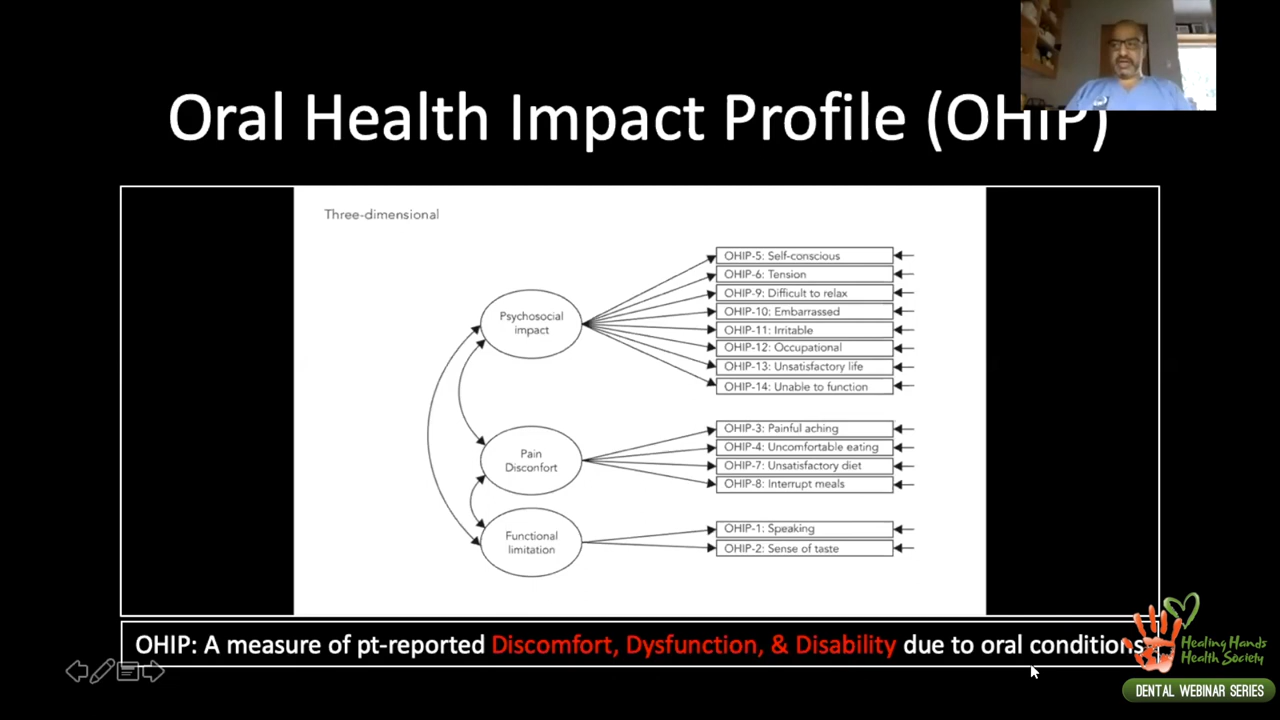 Oral Health Impact Profile (OHIP)
Three-dimensional
Psychosocial
impact
OHIP-5: Self-conscious
OHIP-6: Tension
OHIP-9: Difficult to relax
OHIP-10: Embarrassed
OHIP-11: Irritable
OHIP-12: Occupational
OHIP-13: Unsatisfactory life
OHIP-14: Unable to function
Pain
Disconfort
OHIP-3: Painful aching
OHIP-4: Uncomfortable eating
OHIP-7: Unsatisfactory diet
OHIP-8: Interrupt meals
Functional
limitation
OHIP-1: Speaking
OHIP-2: Sense of taste
OHIP: A measure of pt-reported Discomfort, Dysfunction, & Disability due to oral conditions
Healing Hands
Health Society
DENTAL WEBINAR SERIES